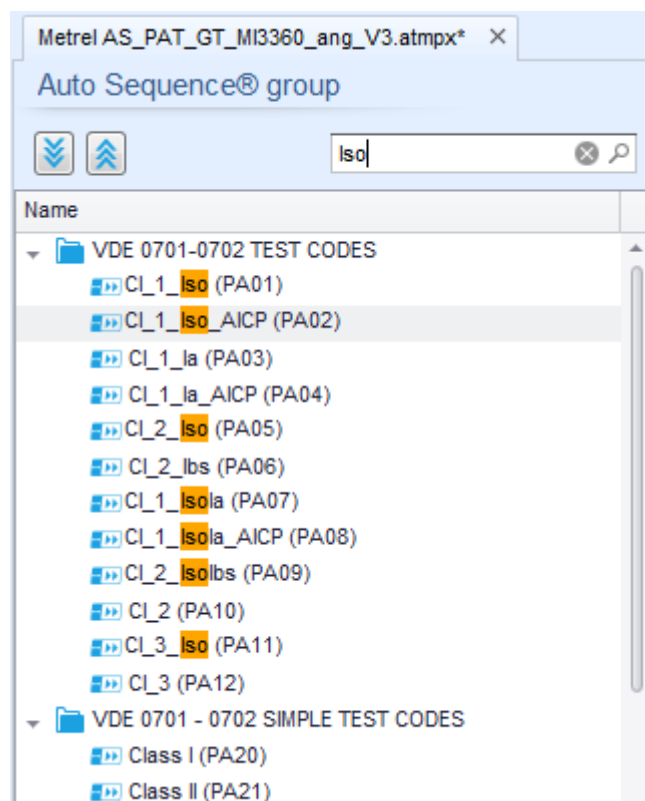 Metrel AS_PAT_GT_MI3360_ang_V3.atmpx*
Auto Sequence® group
Iso
Name
VDE 0701-0702 TEST CODES
Cl_1_Iso (PA01)
Cl_1_Iso_AICP (PA02)
Cl_1_Ia (PA03)
Cl_1_Ia_AICP (PA04)
Cl_2_Iso (PA05)
Cl_2_Ibs (PA06)
Cl_1_IsoIa (PA07)
Cl_1_IsoIa_AICP (PA08)
Cl_2_IsoIbs (PA09)
Cl_2 (PA10)
Cl_3_Iso (PA11)
Cl_3 (PA12)
VDE 0701 - 0702 SIMPLE TEST CODES
Class I (PA20)
Class II (PA21)